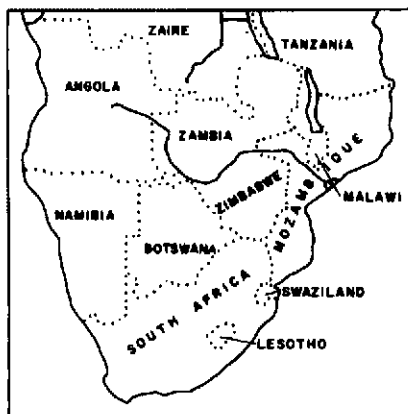 ZAIRE
TANZANIA
ANGOLA
ZAMBIA
MALAWI
ZIMBABWE
MOZAMBIQUE
NAMIBIA
BOTSWANA
SWAZILAND
SOUTH AFRICA
LESOTHO